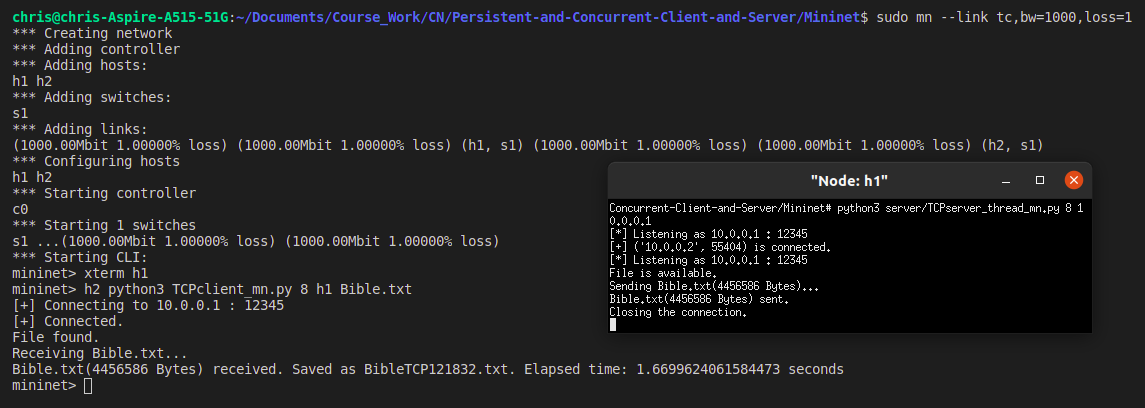 chris@chris-Aspire-A515-51G:~/Documents/Course_Work/CN/Persistent-and-Concurrent-Client-and-Server/Mininet$ sudo mn --link tc,bw=1000,loss=1
*** Creating network
*** Adding controller
*** Adding hosts:
h1 h2
*** Adding switches:
s1
*** Adding links:
(1000.00Mbit 1.00000% loss) (1000.00Mbit 1.00000% loss) (h1, s1) (1000.00Mbit 1.00000% loss) (1000.00Mbit 1.00000% loss) (h2, s1)
*** Configuring hosts
h1 h2
*** Starting controller
c0
*** Starting 1 switches
s1 ...(1000.00Mbit 1.00000% loss) (1000.00Mbit 1.00000% loss)
*** Starting CLI:
mininet> xterm h1
mininet> h2 python3 TCPclient_mn.py 8 h1 Bible.txt
[+] Connecting to 10.0.0.1 : 12345
[+] Connected.
File found.
Receiving Bible.txt...
Bible.txt(4456586 Bytes) received. Saved as BibleTCP121832.txt. Elapsed time: 1.6699624061584473 seconds
mininet>
"Node: h1"
Concurrent-Client-and-Server/Mininet# python3 server/TCPserver_thread_mn.py 8 1
0.0.0.1
[*] Listening as 10.0.0.1 : 12345
[+] ('10.0.0.2', 55404) is connected.
[*] Listening as 10.0.0.1 : 12345
File is available.
Sending Bible.txt(4456586 Bytes)...
Bible.txt(4456586 Bytes) sent.
Closing the connection.